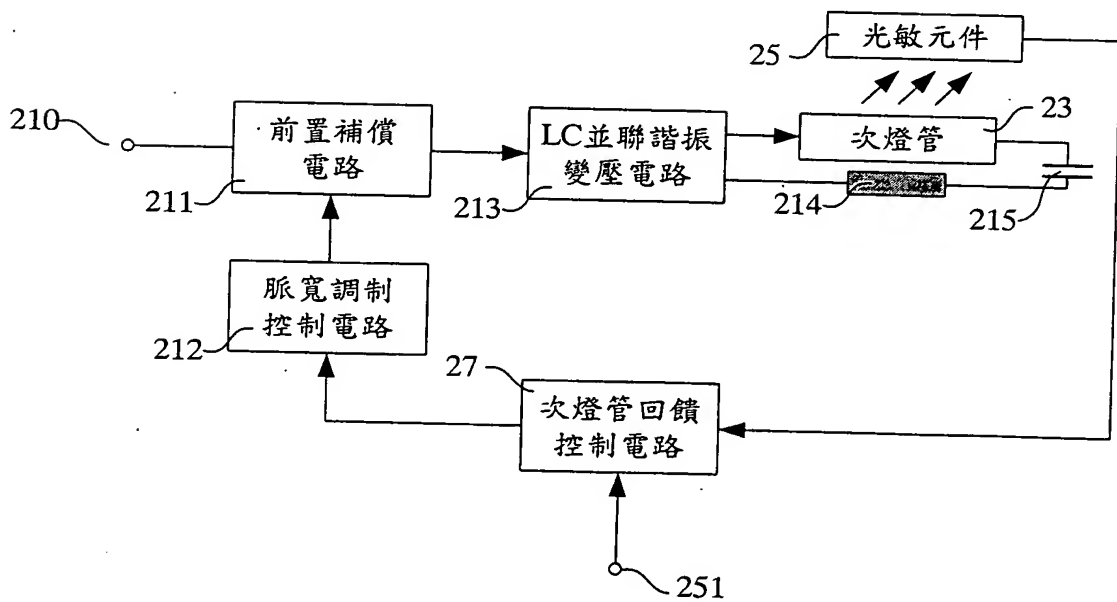 光敏元件
25
210
前置補償
電路
211
LC並聯諧振
變壓電路
213
次燈管
23
214
215
脈寬調制
控制電路
212
27
次燈管回饋
控制電路
251